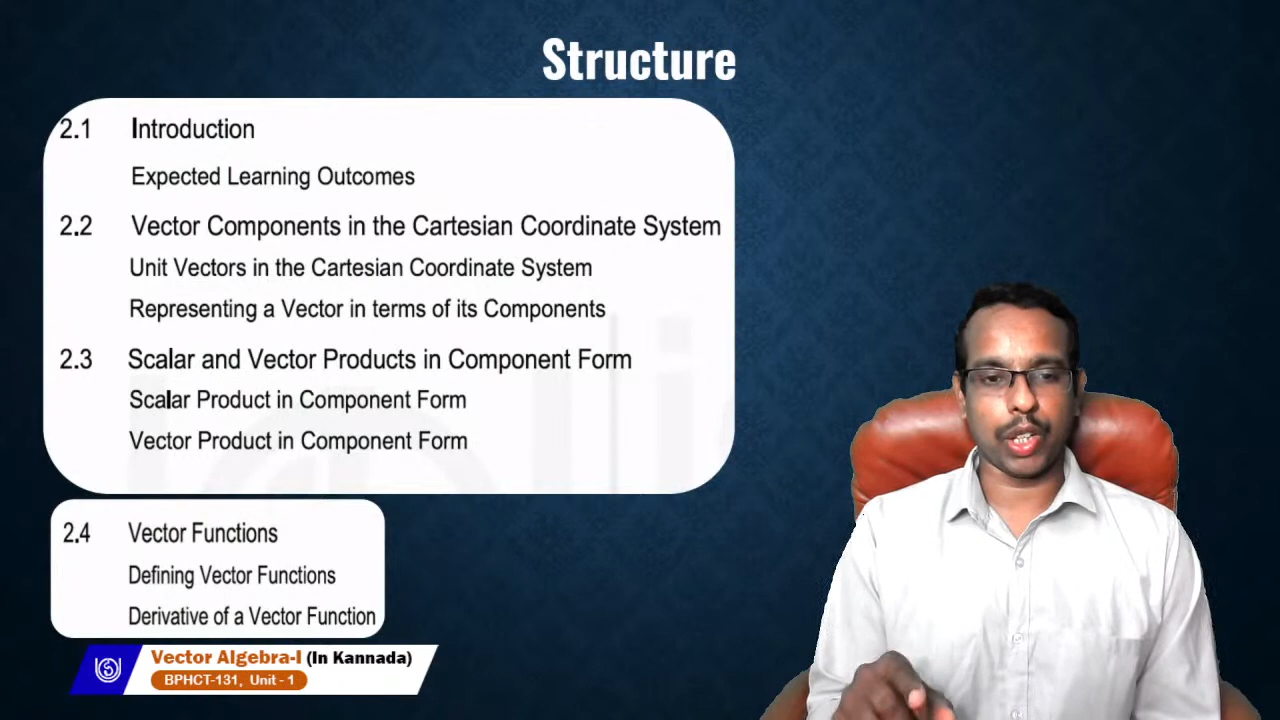 Structure
2.1 Introduction
Expected Learning Outcomes
2.2 Vector Components in the Cartesian Coordinate System
Unit Vectors in the Cartesian Coordinate System
Representing a Vector in terms of its Components
2.3 Scalar and Vector Products in Component Form
Scalar Product in Component Form
Vector Product in Component Form
2.4 Vector Functions
Defining Vector Functions
Derivative of a Vector Function
Vector Algebra-I (In Kannada)
BPHCT-131, Unit - 1